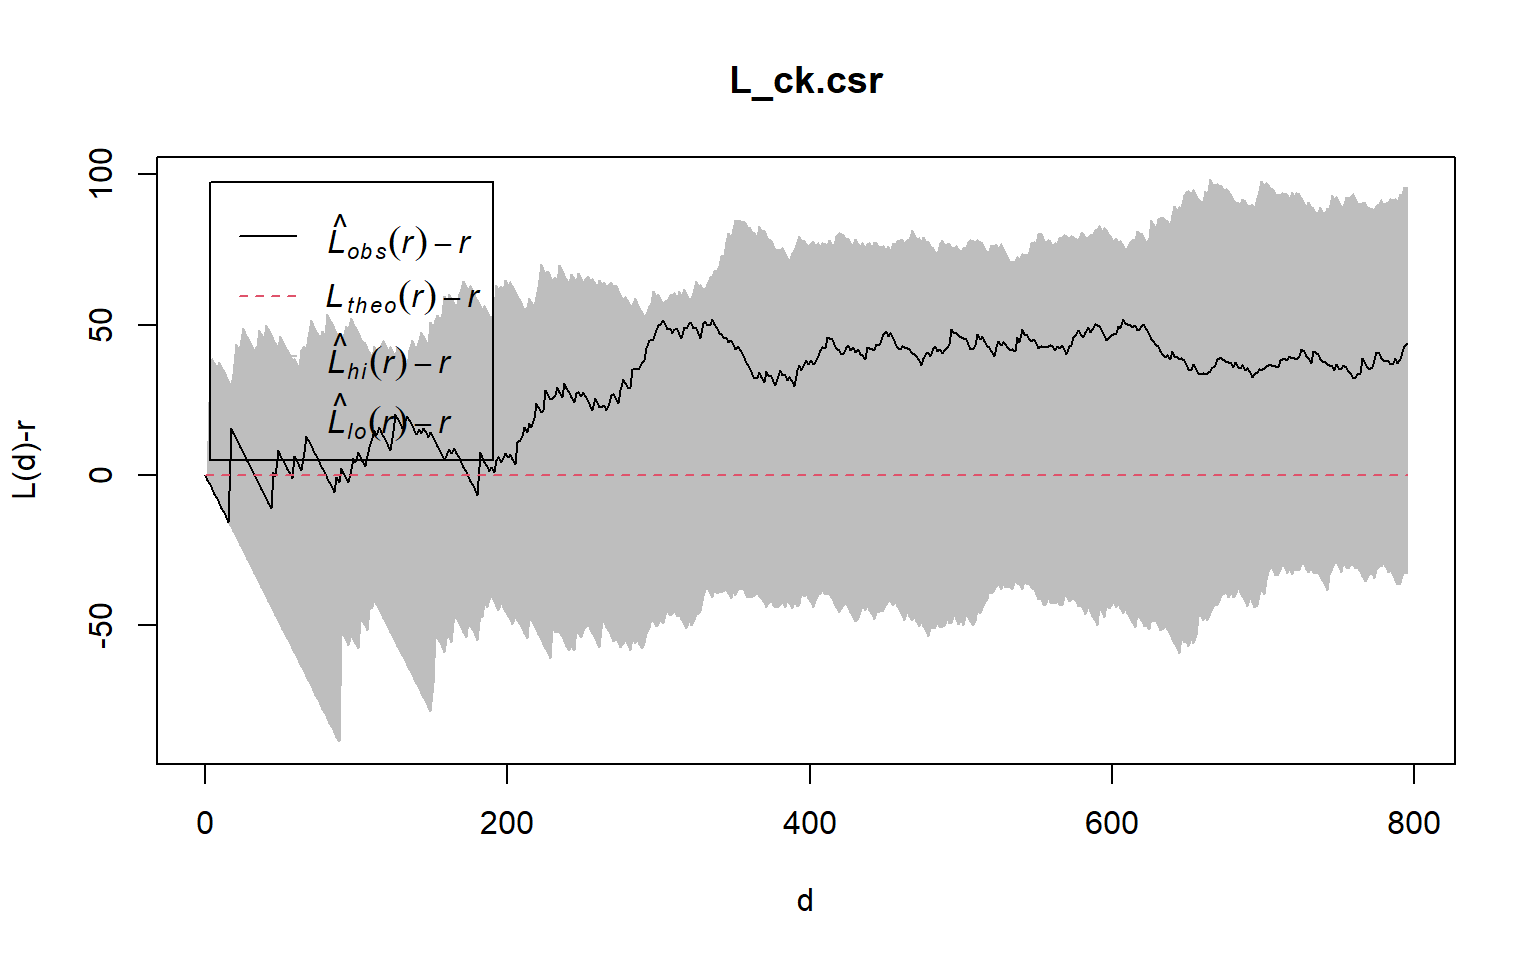 L_ck.csr
L̂obs(r) – r
Ltheo(r) – r
L̂hi(r) – r
L̂lo(r) – r
L(d)-r
100
50
0
-50
0 200 400 600 800
d